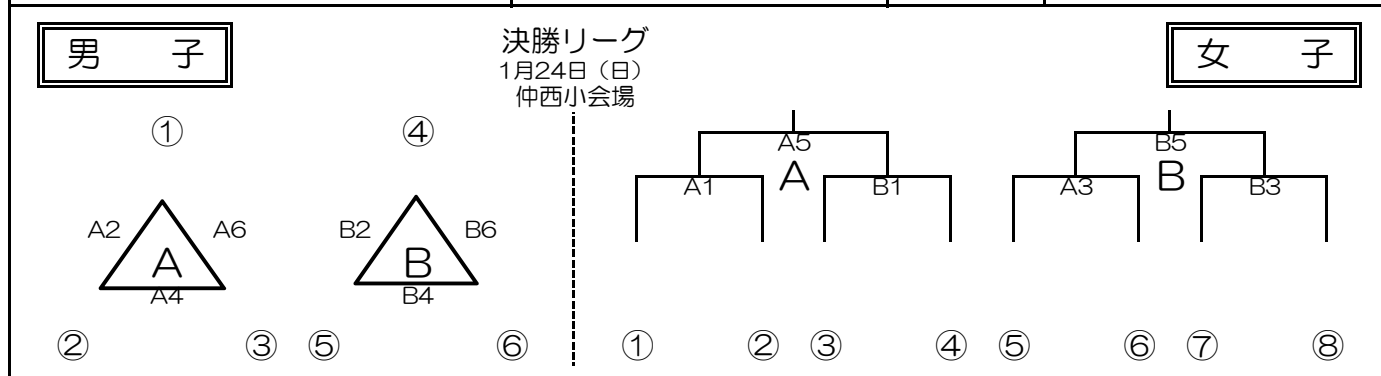 男 子
決勝リーグ
1月24日（日）
仲西小会場
女 子
① ④
A2 A6 B2 B6
A B
A4 B4
② ③ ⑤ ⑥
A5 B5
A B
A1 B1 A3 B3
① ② ③ ④ ⑤ ⑥ ⑦ ⑧